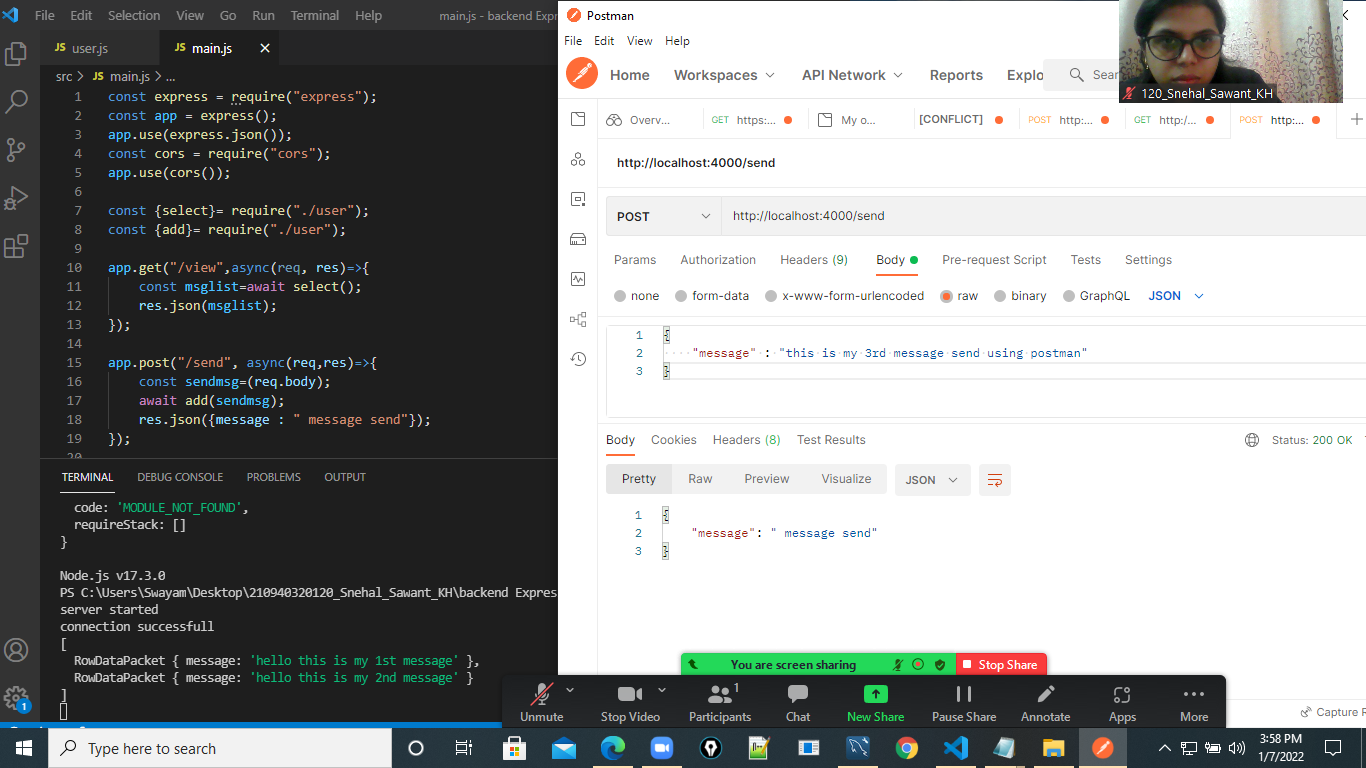 File Edit Selection View Go Run Terminal Help main.js - backend Expr
user.js
JS main.js
src > JS main.js > ...
1 const express = require("express");
2 const app = express();
3 app.use(express.json());
4 const cors = require("cors");
5 app.use(cors());
6
7 const {select}= require("./user");
8 const {add}= require("./user");
9
10 app.get("/view",async(req, res)=>{
11 const msglist=await select();
12 res.json(msglist);
13 });
14
15 app.post("/send", async(req,res)=>{
16 const sendmsg=(req.body);
17 await add(sendmsg);
18 res.json({message : " message send"});
19 });
20
TERMINAL DEBUG CONSOLE PROBLEMS OUTPUT
code: 'MODULE_NOT_FOUND',
requireStack: []
}
Node.js v17.3.0
PS C:\Users\Swayam\Desktop\210940320120_Snehal_Sawant_KH\backend Expres
server started
connection successfull
[
RowDataPacket { message: 'hello this is my 1st message' },
RowDataPacket { message: 'hello this is my 2nd message' }
]
1
Postman
File Edit View Help
Home Workspaces API Network Reports Explo Sear
120_Snehal_Sawant_KH
Overv... GET https:... My o... [CONFLICT] POST http:... GET http:/... POST http:...
http://localhost:4000/send
POST http://localhost:4000/send
Params Authorization Headers (9) Body Pre-request Script Tests Settings
none form-data x-www-form-urlencoded raw binary GraphQL JSON
1 {
2 "message" : "this is my 3rd message send using postman"
3 }
Body Cookies Headers (8) Test Results Status: 200 OK
Pretty Raw Preview Visualize JSON
1 {
2 "message": " message send"
3 }
You are screen sharing Stop Share
1
Unmute Stop Video Participants Chat New Share Pause Share Annotate Apps More
Capture R
Type here to search
3:58 PM
1/7/2022